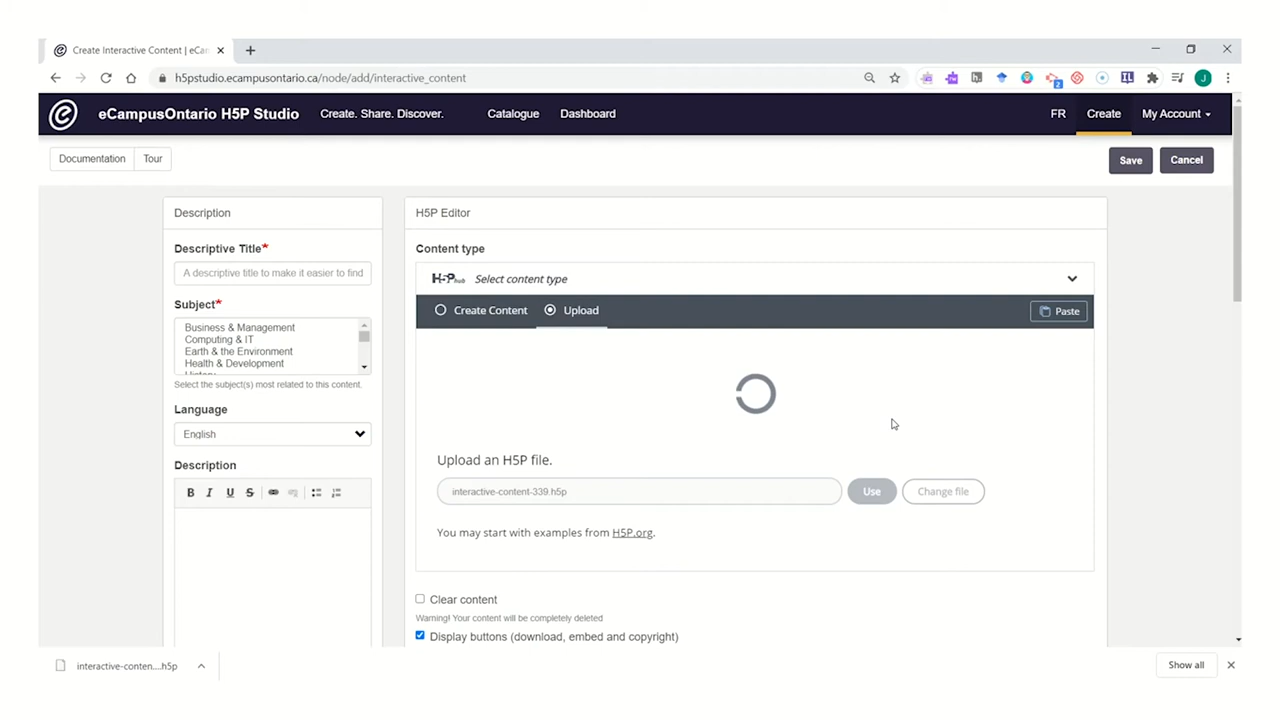 Create Interactive Content | eCam
h5pstudio.ecampusontario.ca/node/add/interactive_content
2
J
eCampusOntario H5P Studio
Create. Share. Discover.
Catalogue
Dashboard
FR
Create
My Account
Documentation
Tour
Save
Cancel
Description
Descriptive Title*
A descriptive title to make it easier to find
Subject*
Business & Management
Computing & IT
Earth & the Environment
Health & Development
History
Select the subject(s) most related to this content.
Language
English
Description
B I U S
H5P Editor
Content type
H5P hub Select content type
Create Content
Upload
Paste
Upload an H5P file.
interactive-content-339.h5p
Use
Change file
You may start with examples from H5P.org.
Clear content
Warning! Your content will be completely deleted
Display buttons (download, embed and copyright)
interactive-conten....h5p
Show all